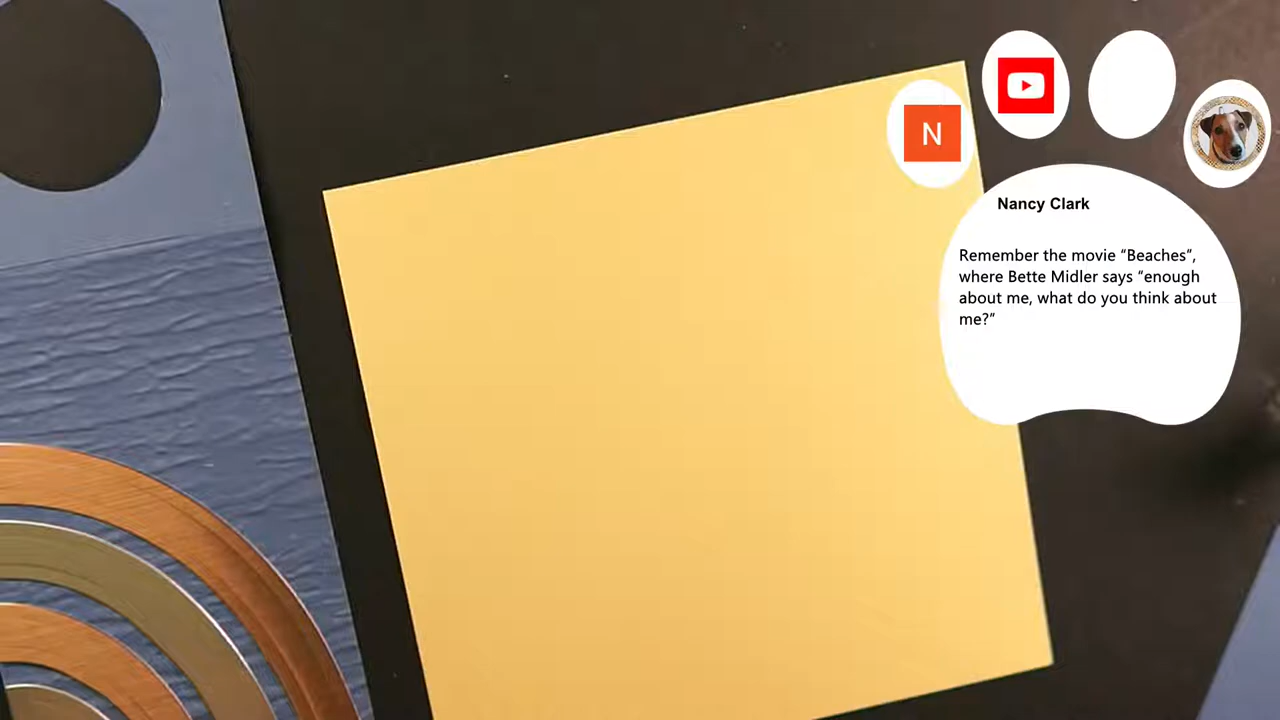 N
Nancy Clark
Remember the movie “Beaches”,
where Bette Midler says “enough
about me, what do you think about
me?”